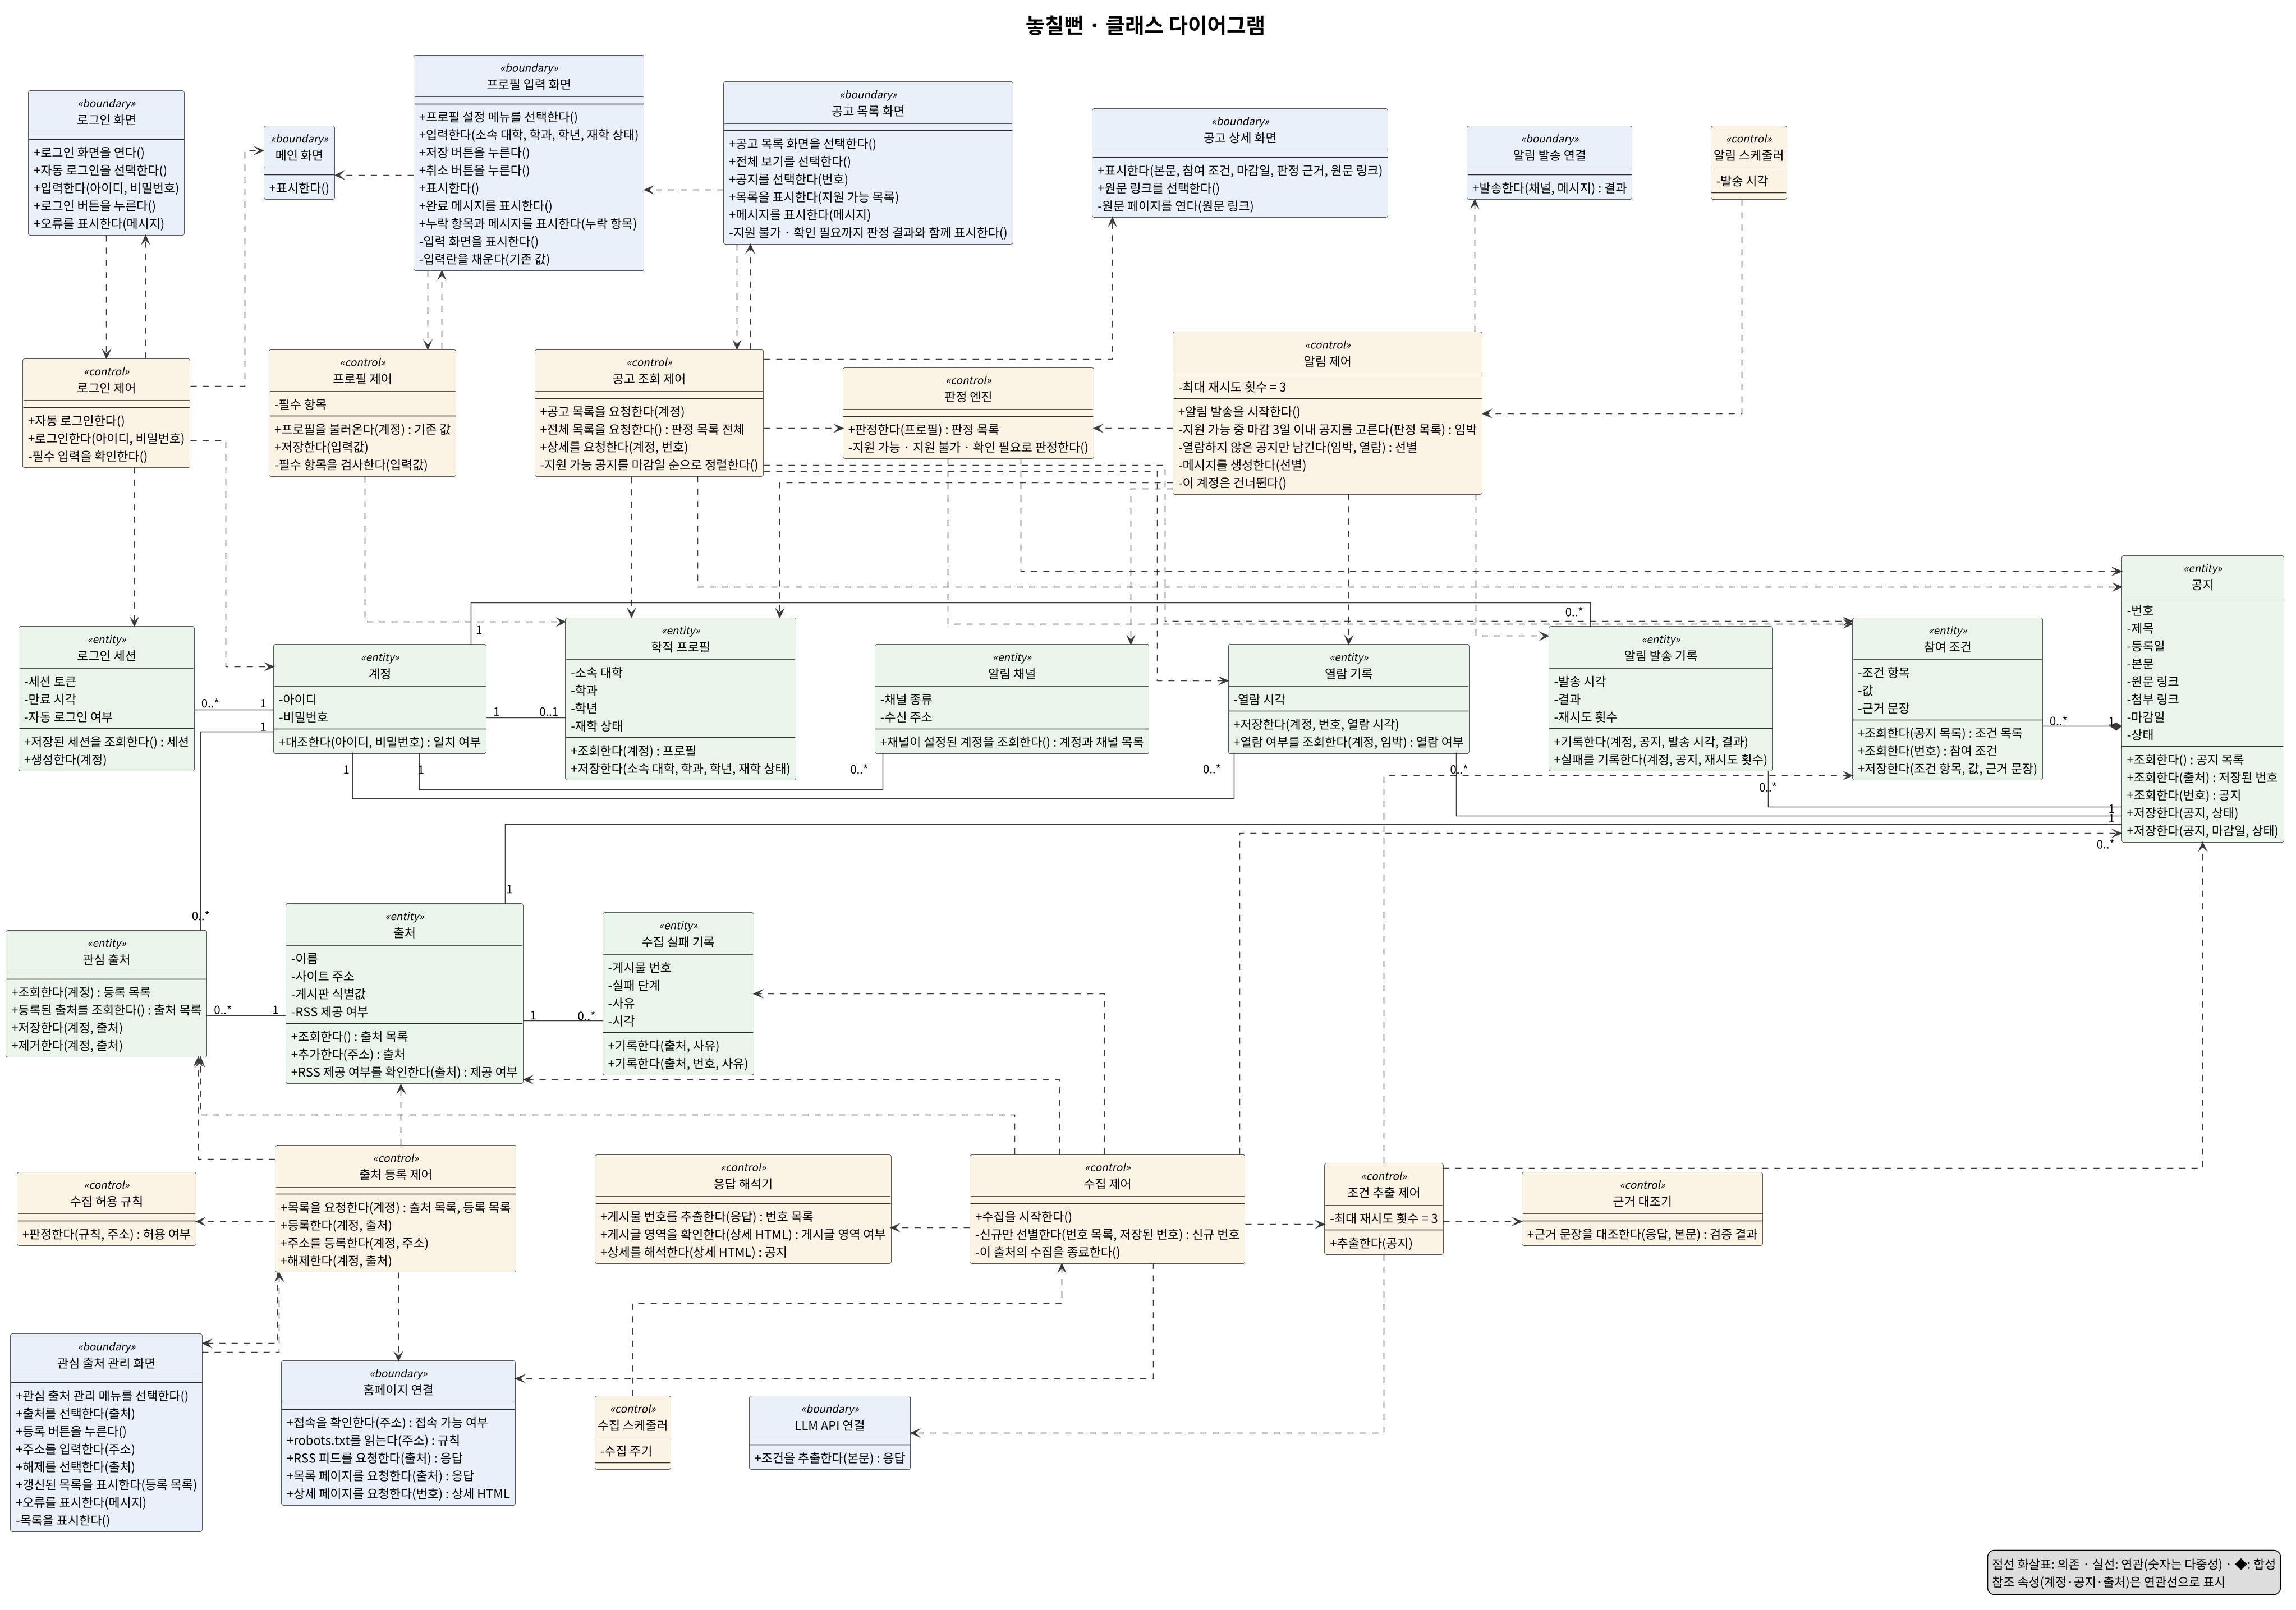 놓칠뻔 · 클래스 다이어그램
«boundary»
로그인 화면
+로그인 화면을 연다()
+자동 로그인을 선택한다()
+입력한다(아이디, 비밀번호)
+로그인 버튼을 누른다()
+오류를 표시한다(메시지)
«boundary»
메인 화면
+표시한다()
«boundary»
프로필 입력 화면
+프로필 설정 메뉴를 선택한다()
+입력한다(소속 대학, 학과, 학년, 재학 상태)
+저장 버튼을 누른다()
+취소 버튼을 누른다()
+표시한다()
+완료 메시지를 표시한다()
+누락 항목과 메시지를 표시한다(누락 항목)
-입력 화면을 표시한다()
-입력란을 채운다(기존 값)
«boundary»
공고 목록 화면
+공고 목록 화면을 선택한다()
+전체 보기를 선택한다()
+공지를 선택한다(번호)
+목록을 표시한다(지원 가능 목록)
+메시지를 표시한다(메시지)
-지원 불가 · 확인 필요까지 판정 결과와 함께 표시한다()
«boundary»
공고 상세 화면
+표시한다(본문, 참여 조건, 마감일, 판정 근거, 원문 링크)
+원문 링크를 선택한다()
-원문 페이지를 연다(원문 링크)
«boundary»
알림 발송 연결
+발송한다(채널, 메시지) : 결과
«control»
알림 스케줄러
-발송 시각
«control»
로그인 제어
+자동 로그인한다()
+로그인한다(아이디, 비밀번호)
-필수 입력을 확인한다()
«control»
프로필 제어
-필수 항목
+프로필을 불러온다(계정) : 기존 값
+저장한다(입력값)
-필수 항목을 검사한다(입력값)
«control»
공고 조회 제어
+공고 목록을 요청한다(계정)
+전체 목록을 요청한다() : 판정 목록 전체
+상세를 요청한다(계정, 번호)
-지원 가능 공지를 마감일 순으로 정렬한다()
«control»
판정 엔진
+판정한다(프로필) : 판정 목록
-지원 가능 · 지원 불가 · 확인 필요로 판정한다()
«control»
알림 제어
-최대 재시도 횟수 = 3
+알림 발송을 시작한다()
-지원 가능 중 마감 3일 이내 공지를 고른다(판정 목록) : 임박
-열람하지 않은 공지만 남긴다(임박, 열람) : 선별
-메시지를 생성한다(선별)
-이 계정은 건너뛴다()
«entity»
로그인 세션
-세션 토큰
-만료 시각
-자동 로그인 여부
+저장된 세션을 조회한다() : 세션
+생성한다(계정)
0..*
1
1
«entity»
계정
-아이디
-비밀번호
+대조한다(아이디, 비밀번호) : 일치 여부
1
1
0..1
1
1
«entity»
학적 프로필
-소속 대학
-학과
-학년
-재학 상태
+조회한다(계정) : 프로필
+저장한다(소속 대학, 학과, 학년, 재학 상태)
«entity»
알림 채널
-채널 종류
-수신 주소
+채널이 설정된 계정을 조회한다() : 계정과 채널 목록
0..*
«entity»
열람 기록
-열람 시각
+저장한다(계정, 번호, 열람 시각)
+열람 여부를 조회한다(계정, 임박) : 열람 여부
0..*
0..*
0..*
«entity»
알림 발송 기록
-발송 시각
-결과
-재시도 횟수
+기록한다(계정, 공지, 발송 시각, 결과)
+실패를 기록한다(계정, 공지, 재시도 횟수)
0..*
«entity»
참여 조건
-조건 항목
-값
-근거 문장
+조회한다(공지 목록) : 조건 목록
+조회한다(번호) : 참여 조건
+저장한다(조건 항목, 값, 근거 문장)
0..*
1
«entity»
공지
-번호
-제목
-등록일
-본문
-원문 링크
-첨부 링크
-마감일
-상태
+조회한다() : 공지 목록
+조회한다(출처) : 저장된 번호
+조회한다(번호) : 공지
+저장한다(공지, 상태)
+저장한다(공지, 마감일, 상태)
1
1
0..*
0..*
«entity»
관심 출처
+조회한다(계정) : 등록 목록
+등록된 출처를 조회한다() : 출처 목록
+저장한다(계정, 출처)
+제거한다(계정, 출처)
0..*
1
1
«entity»
출처
-이름
-사이트 주소
-게시판 식별값
-RSS 제공 여부
+조회한다() : 출처 목록
+추가한다(주소) : 출처
+RSS 제공 여부를 확인한다(출처) : 제공 여부
1
0..*
«entity»
수집 실패 기록
-게시물 번호
-실패 단계
-사유
-시각
+기록한다(출처, 사유)
+기록한다(출처, 번호, 사유)
«control»
수집 허용 규칙
+판정한다(규칙, 주소) : 허용 여부
«control»
출처 등록 제어
+목록을 요청한다(계정) : 출처 목록, 등록 목록
+등록한다(계정, 출처)
+주소를 등록한다(계정, 주소)
+해제한다(계정, 출처)
«control»
응답 해석기
+게시물 번호를 추출한다(응답) : 번호 목록
+게시글 영역을 확인한다(상세 HTML) : 게시글 영역 여부
+상세를 해석한다(상세 HTML) : 공지
«control»
수집 제어
+수집을 시작한다()
-신규만 선별한다(번호 목록, 저장된 번호) : 신규 번호
-이 출처의 수집을 종료한다()
«control»
조건 추출 제어
-최대 재시도 횟수 = 3
+추출한다(공지)
«control»
근거 대조기
+근거 문장을 대조한다(응답, 본문) : 검증 결과
«boundary»
관심 출처 관리 화면
+관심 출처 관리 메뉴를 선택한다()
+출처를 선택한다(출처)
+등록 버튼을 누른다()
+주소를 입력한다(주소)
+해제를 선택한다(출처)
+갱신된 목록을 표시한다(등록 목록)
+오류를 표시한다(메시지)
-목록을 표시한다()
«boundary»
홈페이지 연결
+접속을 확인한다(주소) : 접속 가능 여부
+robots.txt를 읽는다(주소) : 규칙
+RSS 피드를 요청한다(출처) : 응답
+목록 페이지를 요청한다(출처) : 응답
+상세 페이지를 요청한다(번호) : 상세 HTML
«control»
수집 스케줄러
-수집 주기
«boundary»
LLM API 연결
+조건을 추출한다(본문) : 응답
점선 화살표: 의존 · 실선: 연관(숫자는 다중성) · ◆: 합성
참조 속성(계정·공지·출처)은 연관선으로 표시